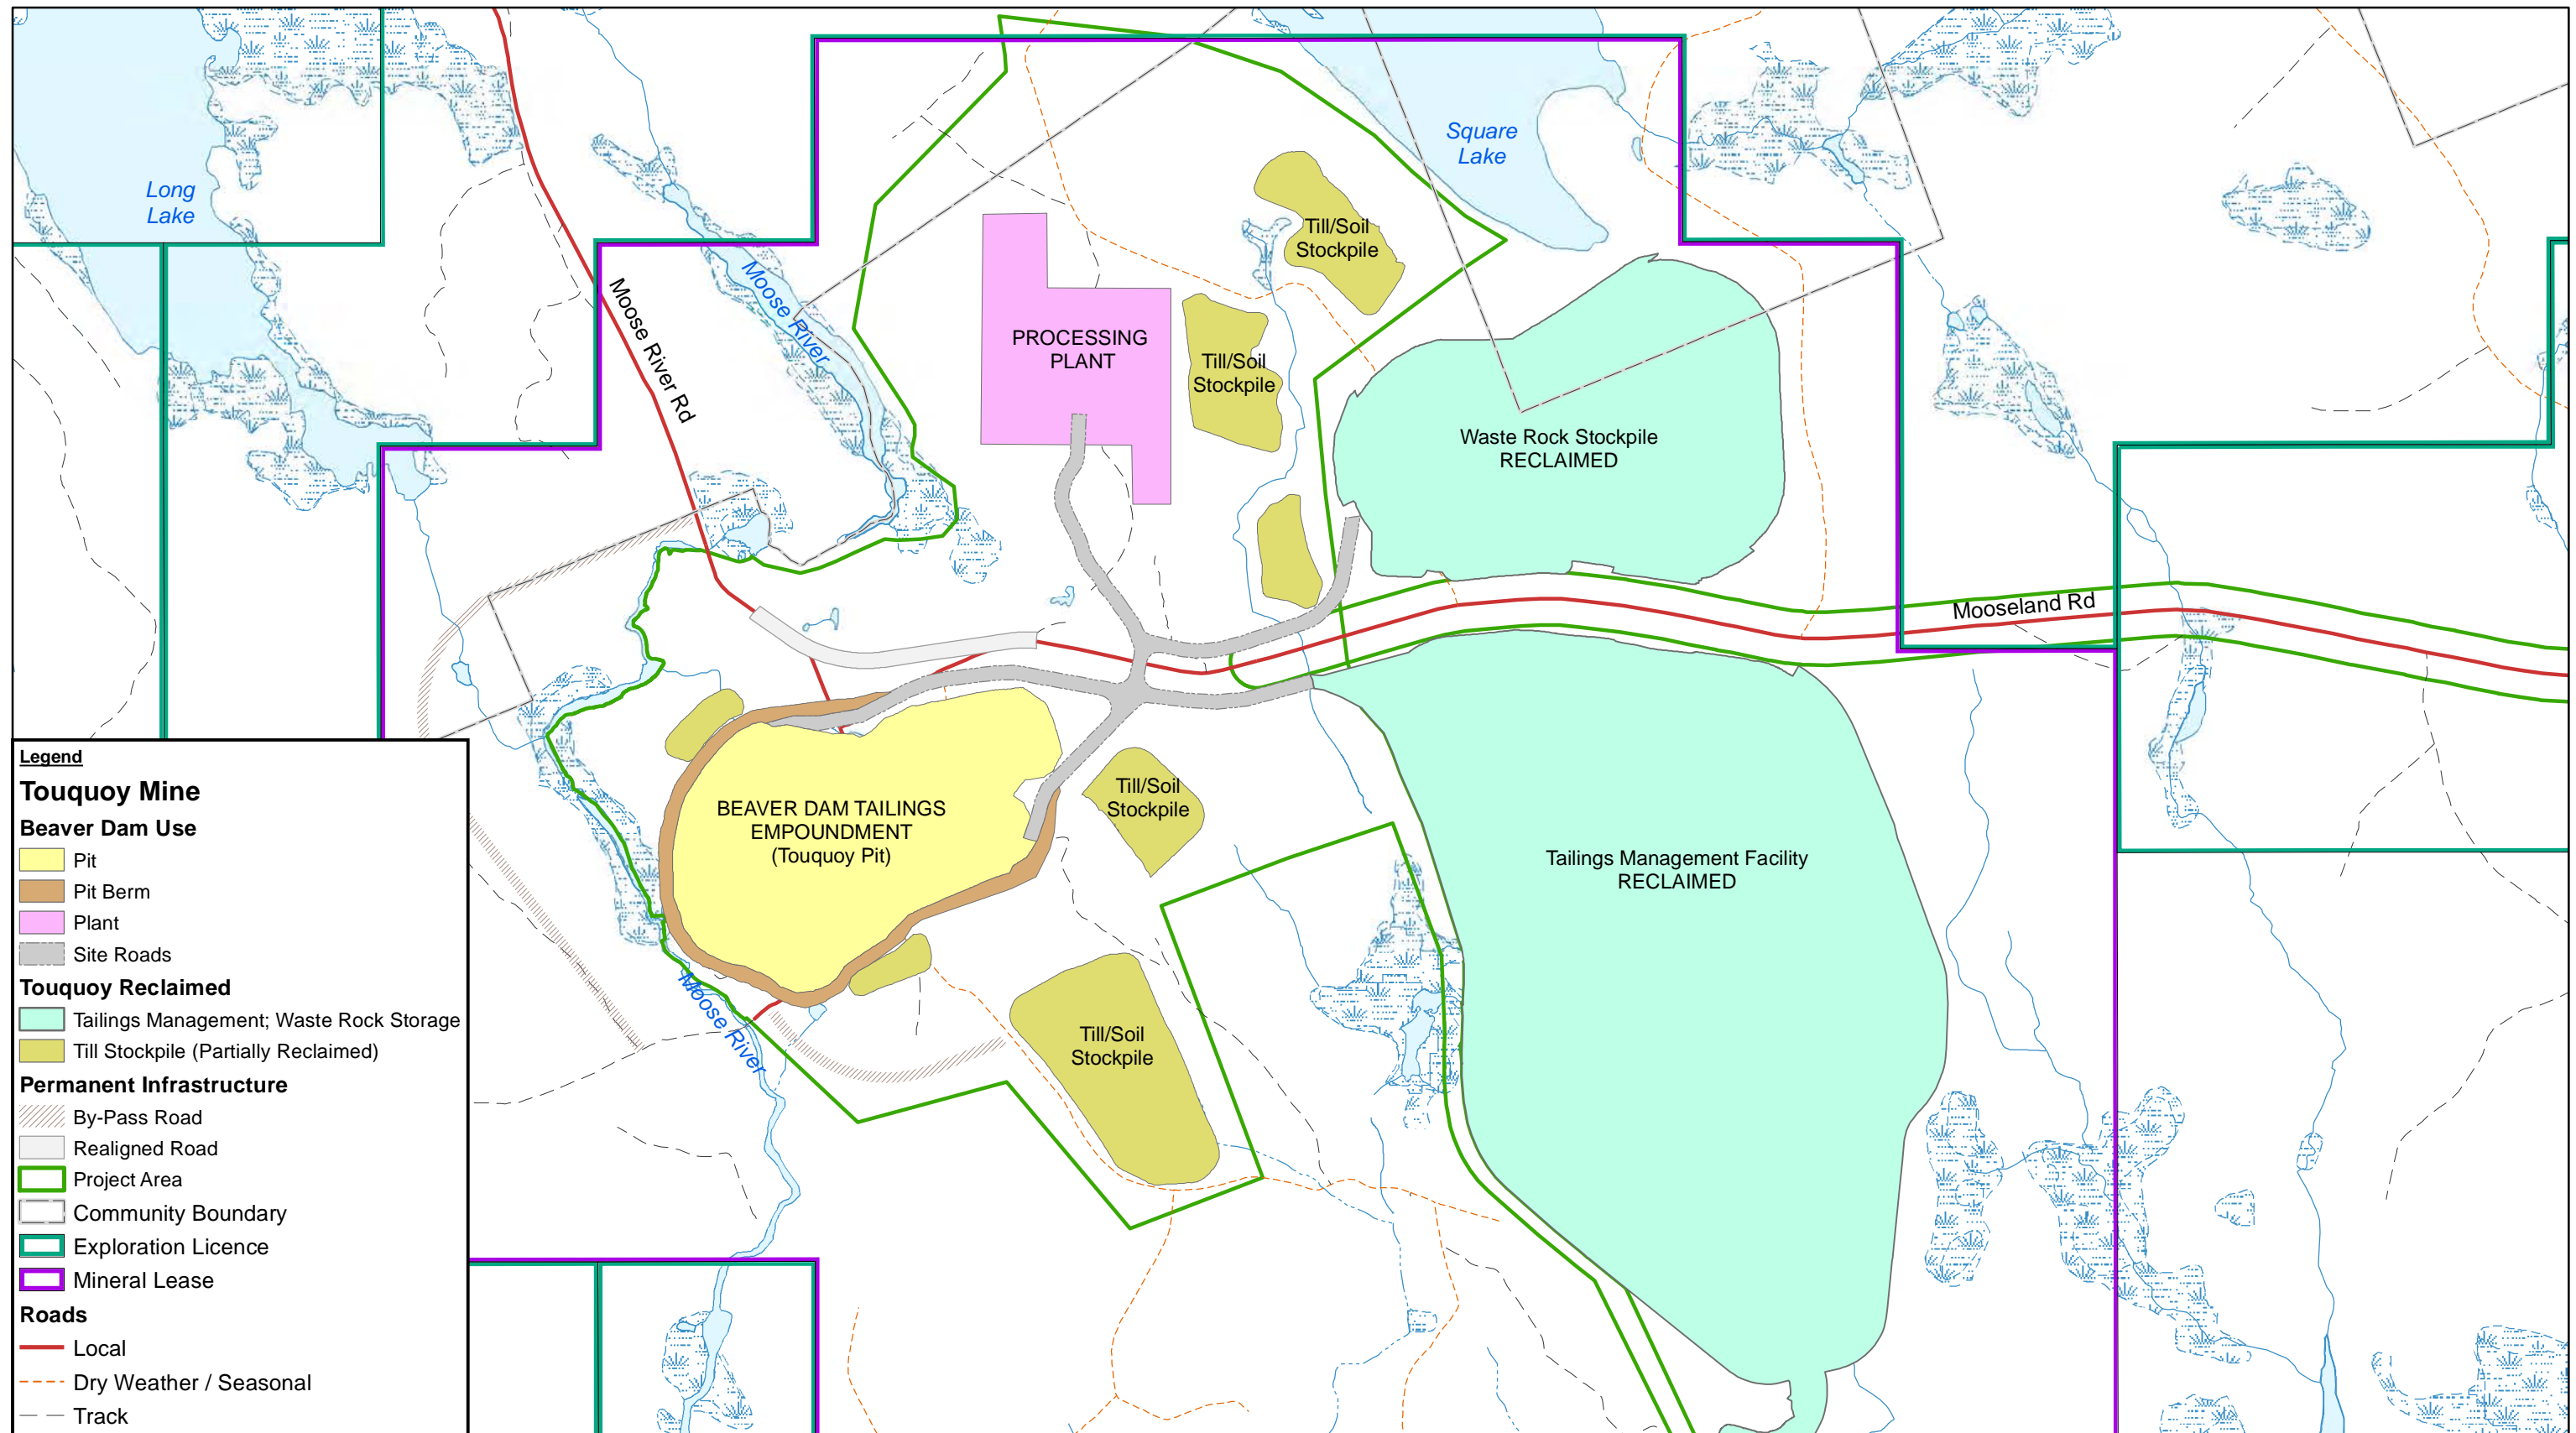 Square
Lake
Long
Lake
Till/Soil
Stockpile
Moose River
Moose River Rd
PROCESSING
PLANT
Till/Soil
Stockpile
Waste Rock Stockpile
RECLAIMED
Mooseland Rd
Till/Soil
Stockpile
BEAVER DAM TAILINGS
EMPOUNDMENT
(Touquoy Pit)
Tailings Management Facility
RECLAIMED
Moose River
Till/Soil
Stockpile
Legend
Touquoy Mine
Beaver Dam Use
Pit
Pit Berm
Plant
Site Roads
Touquoy Reclaimed
Tailings Management; Waste Rock Storage
Till Stockpile (Partially Reclaimed)
Permanent Infrastructure
By-Pass Road
Realigned Road
Project Area
Community Boundary
Exploration Licence
Mineral Lease
Roads
Local
Dry Weather / Seasonal
Track